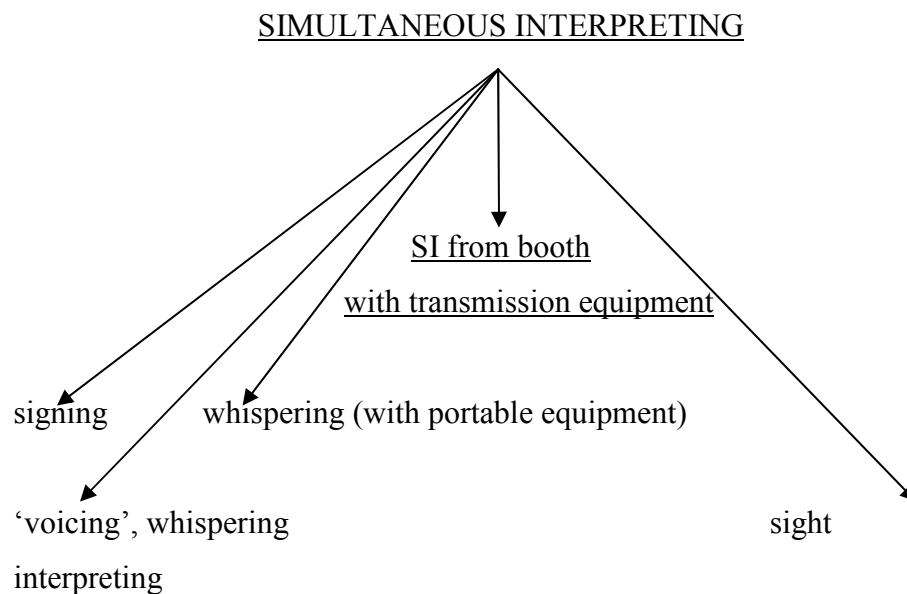 SIMULTANEOUS INTERPRETING
SI from booth
with transmission equipment
signing
whispering (with portable equipment)
‘voicing’, whispering
interpreting
sight